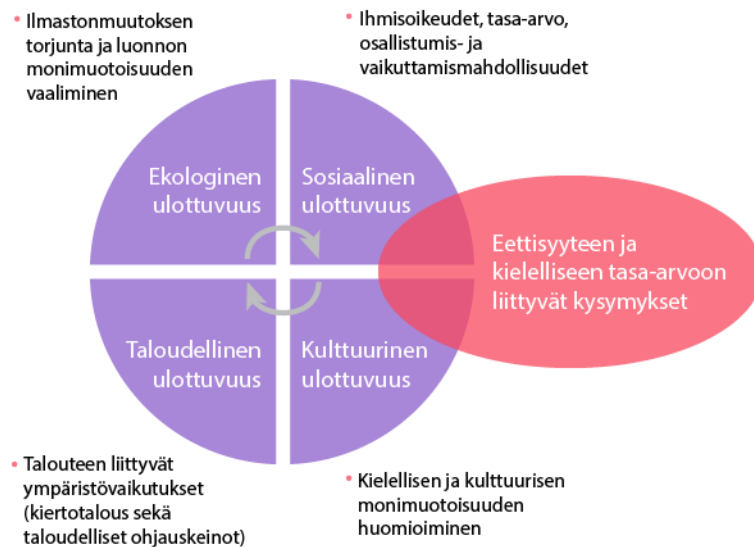 • Ilmastonmuutoksen
torjunta ja luonnon
monimuotoisuuden
vaaliminen
• Ihmisoikeudet, tasa-arvo,
osallistumis- ja
vaikuttamismahdollisuudet
Ekologinen
ulottuvuus
Sosiaalinen
ulottuvuus
Eettisyyteen ja
kielelliseen tasa-arvoon
liittyvät kysymykset
Taloudellinen
ulottuvuus
Kulttuurinen
ulottuvuus
• Talouteen liittyvät
ympäristövaikutukset
(kiertotalous sekä
taloudelliset ohjauskeinot)
• Kielellisen ja kulttuurisen
monimuotoisuuden
huomioiminen